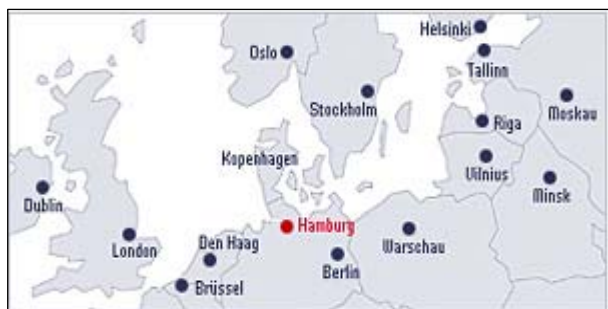 Helsinki
Oslo
Tallinn
Stockholm
Moskau
Riga
Kopenhagen
Vilnius
Minsk
Dublin
Hamburg
Warschau
London
Den Haag
Berlin
Brüssel